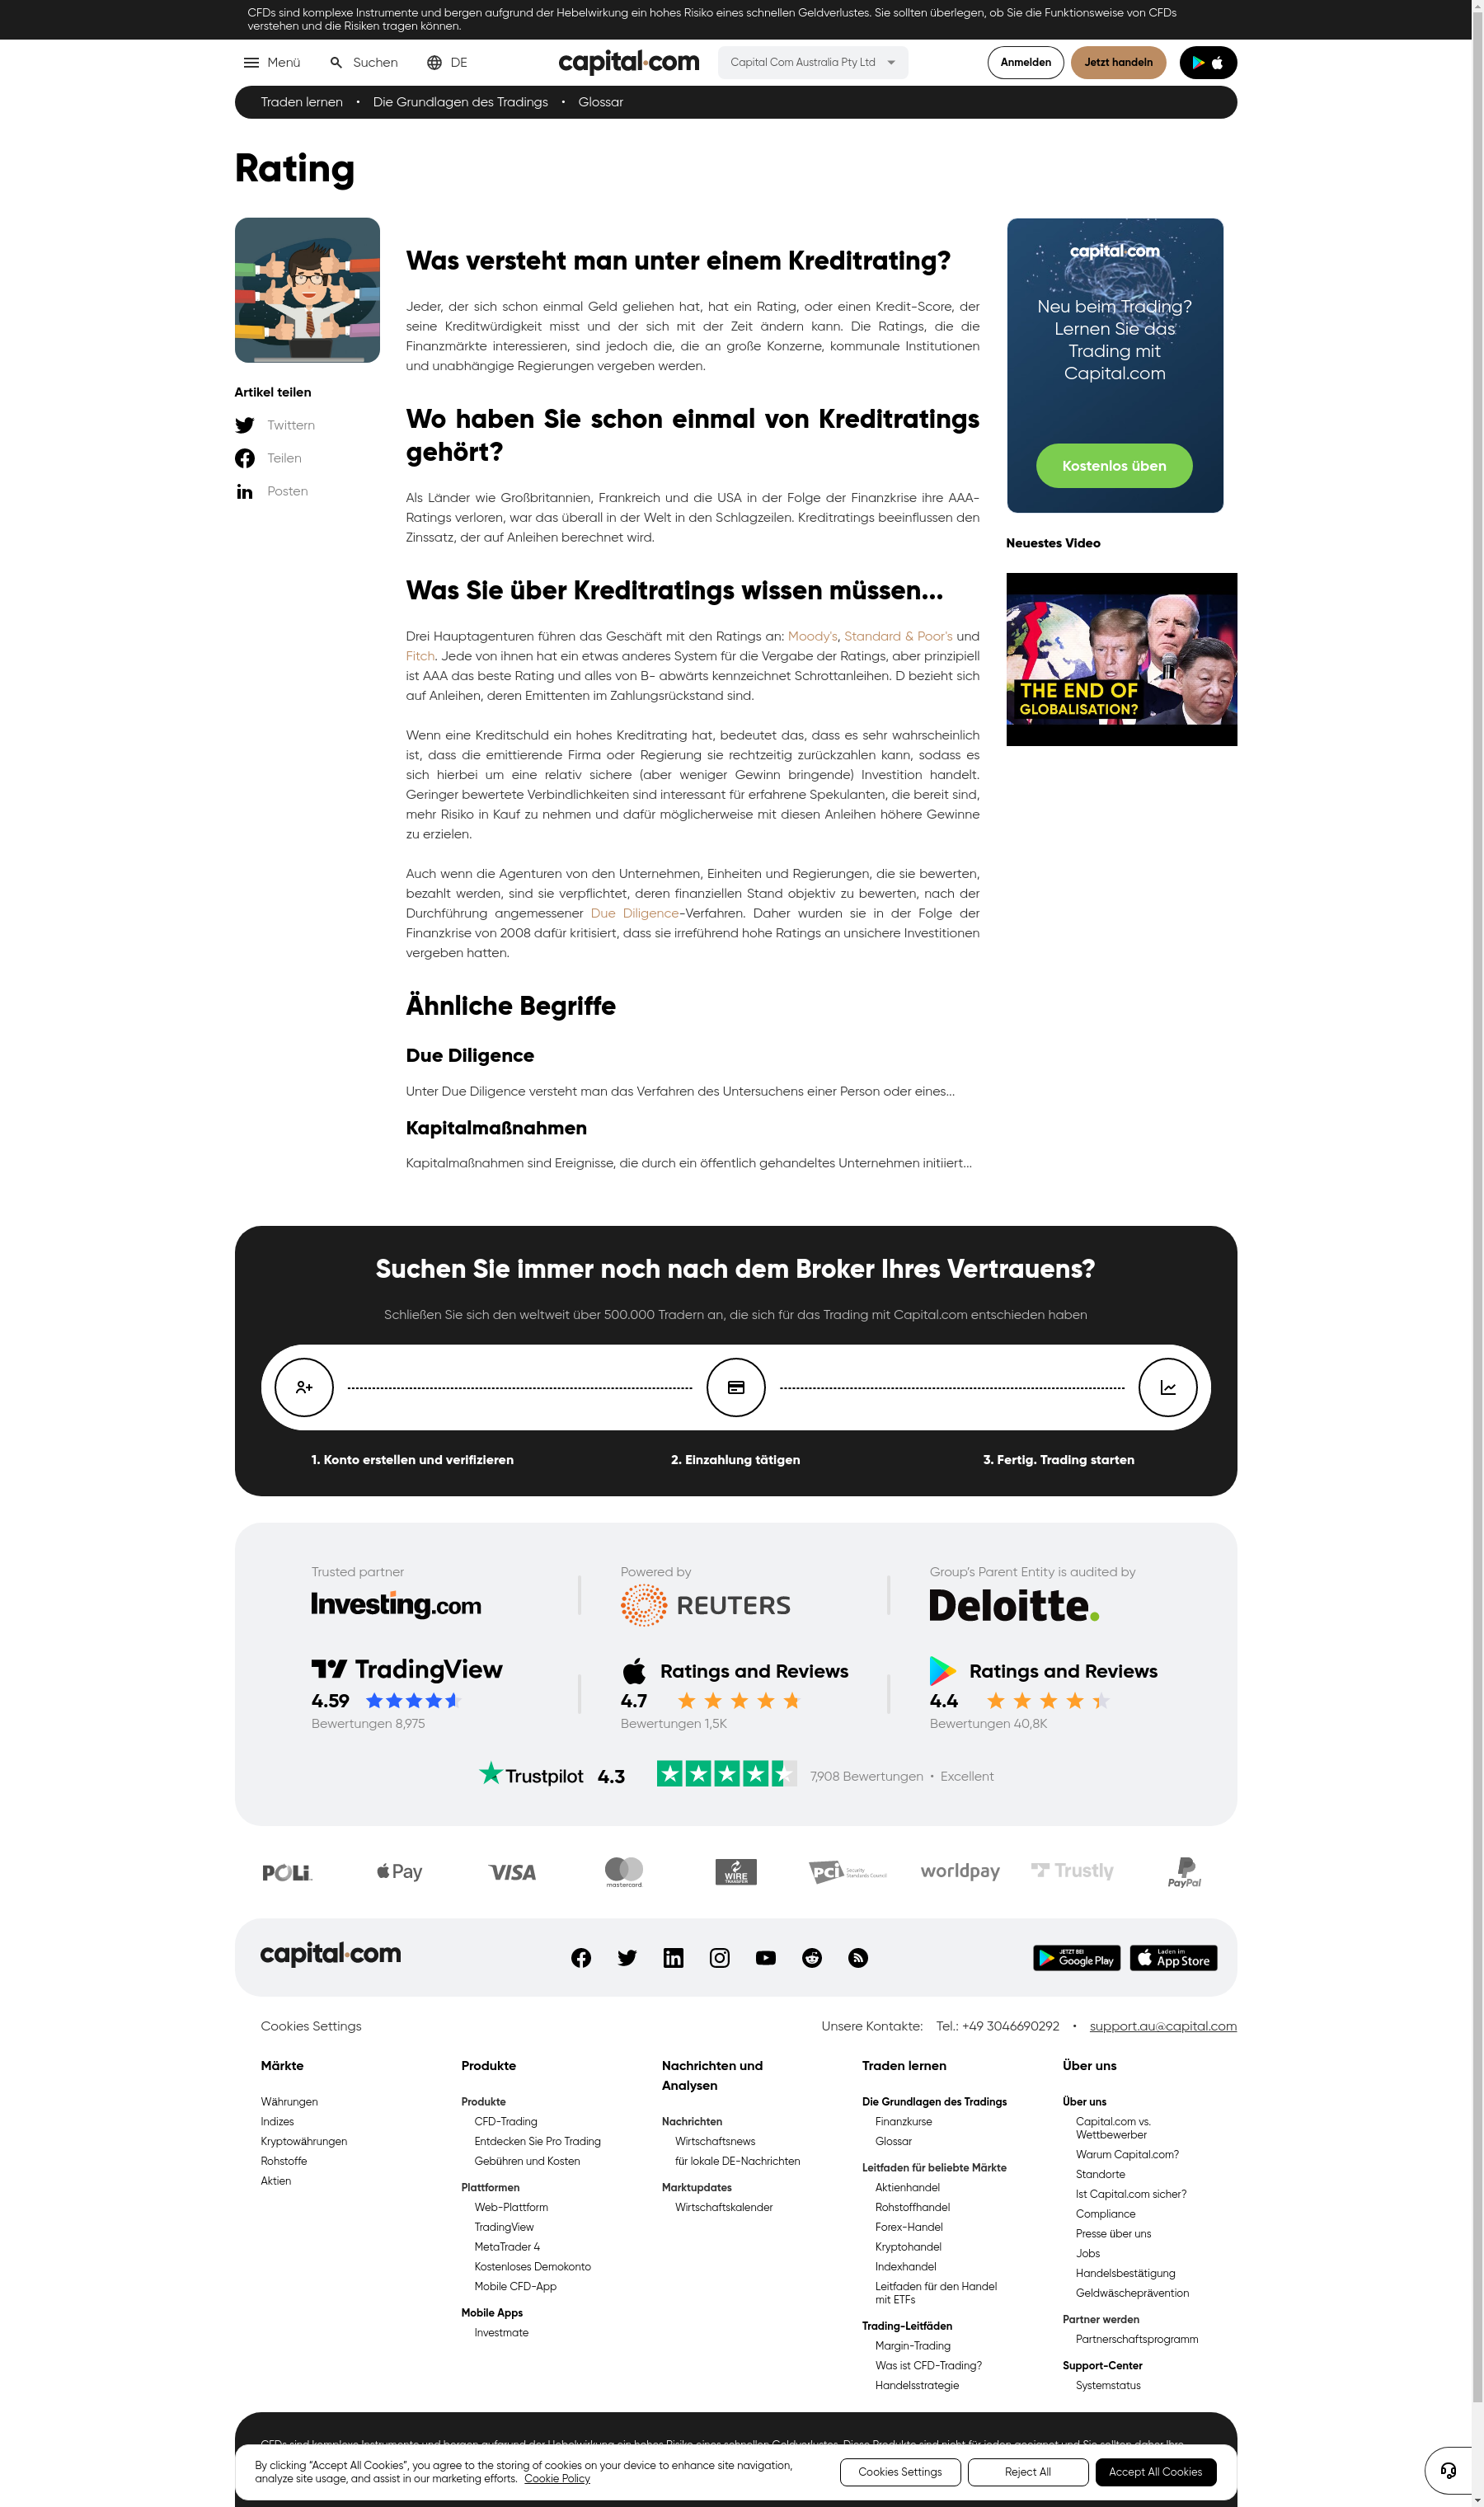 CFDs sind komplexe Instrumente und bergen aufgrund der Hebelwirkung ein hohes Risiko eines schnellen Geldverlustes. Sie sollten überlegen, ob Sie die Funktionsweise von CFDs
verstehen und die Risiken tragen können.
Menü Suchen DE capital.com Capital Com Australia Pty Ltd Anmelden Jetzt handeln
Traden lernen • Die Grundlagen des Tradings • Glossar
Rating
Artikel teilen
Twittern
Teilen
Posten
Was versteht man unter einem Kreditrating?
Jeder, der sich schon einmal Geld geliehen hat, hat ein Rating, oder einen Kredit-Score, der
seine Kreditwürdigkeit misst und der sich mit der Zeit ändern kann. Die Ratings, die die
Finanzmärkte interessieren, sind jedoch die, die an große Konzerne, kommunale Institutionen
und unabhängige Regierungen vergeben werden.
Wo haben Sie schon einmal von Kreditratings
gehört?
Als Länder wie Großbritannien, Frankreich und die USA in der Folge der Finanzkrise ihre AAA-
Ratings verloren, war das überall in der Welt in den Schlagzeilen. Kreditratings beeinflussen den
Zinssatz, der auf Anleihen berechnet wird.
Was Sie über Kreditratings wissen müssen...
Drei Hauptagenturen führen das Geschäft mit den Ratings an: Moody's, Standard & Poor's und
Fitch. Jede von ihnen hat ein etwas anderes System für die Vergabe der Ratings, aber prinzipiell
ist AAA das beste Rating und alles von B- abwärts kennzeichnet Schrottanleihen. D bezieht sich
auf Anleihen, deren Emittenten im Zahlungsrückstand sind.
Wenn eine Kreditschuld ein hohes Kreditrating hat, bedeutet das, dass es sehr wahrscheinlich
ist, dass die emittierende Firma oder Regierung sie rechtzeitig zurückzahlen kann, sodass es
sich hierbei um eine relativ sichere (aber weniger Gewinn bringende) Investition handelt.
Geringer bewertete Verbindlichkeiten sind interessant für erfahrene Spekulanten, die bereit sind,
mehr Risiko in Kauf zu nehmen und dafür möglicherweise mit diesen Anleihen höhere Gewinne
zu erzielen.
Auch wenn die Agenturen von den Unternehmen, Einheiten und Regierungen, die sie bewerten,
bezahlt werden, sind sie verpflichtet, deren finanziellen Stand objektiv zu bewerten, nach der
Durchführung angemessener Due Diligence-Verfahren. Daher wurden sie in der Folge der
Finanzkrise von 2008 dafür kritisiert, dass sie irreführend hohe Ratings an unsichere Investitionen
vergeben hatten.
Ähnliche Begriffe
Due Diligence
Unter Due Diligence versteht man das Verfahren des Untersuchens einer Person oder eines...
Kapitalmaßnahmen
Kapitalmaßnahmen sind Ereignisse, die durch ein öffentlich gehandeltes Unternehmen initiiert...
capital.com
Neu beim Trading?
Lernen Sie das
Trading mit
Capital.com
Kostenlos üben
Neuestes Video
THE END OF
GLOBALISATION?
Suchen Sie immer noch nach dem Broker Ihres Vertrauens?
Schließen Sie sich den weltweit über 500.000 Tradern an, die sich für das Trading mit Capital.com entschieden haben
1. Konto erstellen und verifizieren 2. Einzahlung tätigen 3. Fertig. Trading starten
Trusted partner Powered by Group's Parent Entity is audited by
Investing.com REUTERS Deloitte.
TradingView Ratings and Reviews Ratings and Reviews
4.59 4.7 4.4
Bewertungen 8,975 Bewertungen 1,5K Bewertungen 40,8K
Trustpilot 4.3 7,908 Bewertungen • Excellent
POLi Apple Pay VISA mastercard WIRE TRANSFER PCI Security Standards Council worldpay Trustly PayPal
capital.com JETZT BEI Google Play Laden im App Store
Cookies Settings Unsere Kontakte: Tel.: +49 3046690292 • support.au@capital.com
Märkte
Währungen
Indizes
Kryptowährungen
Rohstoffe
Aktien
Produkte
Produkte
CFD-Trading
Entdecken Sie Pro Trading
Gebühren und Kosten
Plattformen
Web-Plattform
TradingView
MetaTrader 4
Kostenloses Demokonto
Mobile CFD-App
Mobile Apps
Investmate
Nachrichten und
Analysen
Nachrichten
Wirtschaftsnews
für lokale DE-Nachrichten
Marktupdates
Wirtschaftskalender
Traden lernen
Die Grundlagen des Tradings
Finanzkurse
Glossar
Leitfaden für beliebte Märkte
Aktienhandel
Rohstoffhandel
Forex-Handel
Kryptohandel
Indexhandel
Leitfaden für den Handel
mit ETFs
Trading-Leitfäden
Margin-Trading
Was ist CFD-Trading?
Handelsstrategie
Über uns
Über uns
Capital.com vs.
Wettbewerber
Warum Capital.com?
Standorte
Ist Capital.com sicher?
Compliance
Presse über uns
Jobs
Handelsbestätigung
Geldwäscheprävention
Partner werden
Partnerschaftsprogramm
Support-Center
Systemstatus
By clicking "Accept All Cookies", you agree to the storing of cookies on your device to enhance site navigation,
analyze site usage, and assist in our marketing efforts. Cookie Policy
Cookies Settings Reject All Accept All Cookies